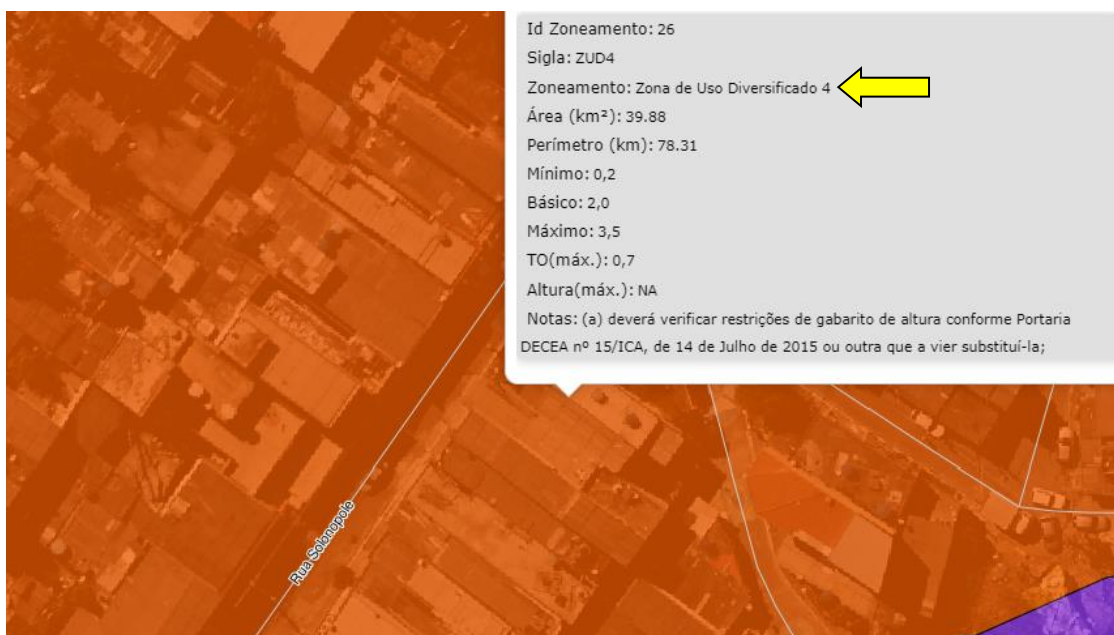 Id Zoneamento: 26
Sigla: ZUD4
Zoneamento: Zona de Uso Diversificado 4
Área (km²): 39.88
Perímetro (km): 78.31
Mínimo: 0,2
Básico: 2,0
Máximo: 3,5
TO(máx.): 0,7
Altura(máx.): NA
Notas: (a) deverá verificar restrições de gabarito de altura conforme Portaria
DECEA nº 15/ICA, de 14 de Julho de 2015 ou outra que a vier substituí-la;
Rua Solonopole